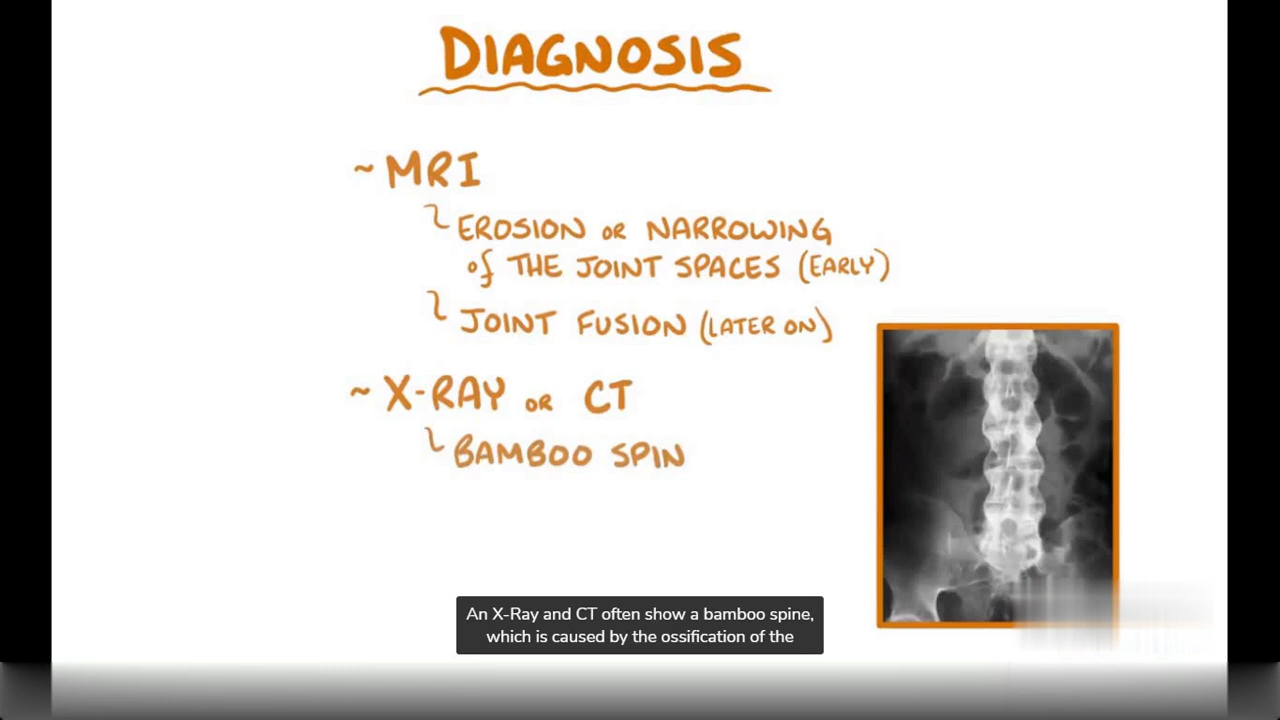 DIAGNOSIS
~ MRI
EROSION OR NARROWING
of THE JOINT SPACES (EARLY)
JOINT FUSION (LATER ON)
~ X-RAY OR CT
BAMBOO SPIN
An X-Ray and CT often show a bamboo spine,
which is caused by the ossification of the